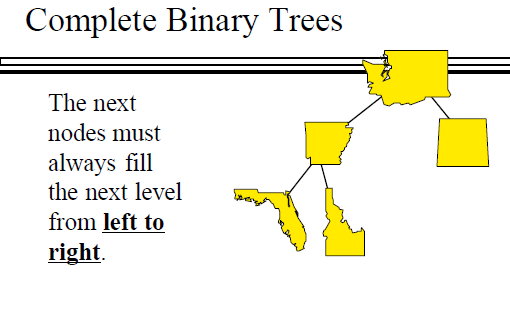 Complete Binary Trees
The next
nodes must
always fill
the next level
from left to
right.